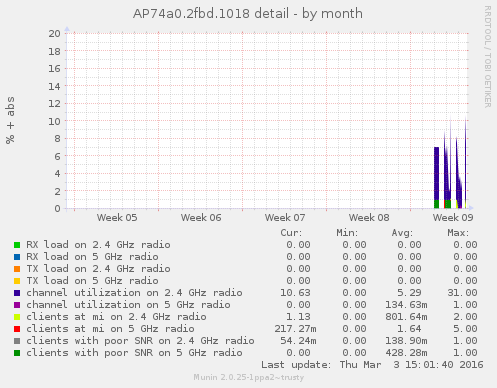 AP74a0.2fbd.1018 detail - by month
RRDTOOL / TOBI OETIKER
% + abs
20
18
16
14
12
10
8
6
4
2
0
Week 05 Week 06 Week 07 Week 08 Week 09
Cur: Min: Avg: Max:
RX load on 2.4 GHz radio 0.00 0.00 0.00 0.00
RX load on 5 GHz radio 0.00 0.00 0.00 0.00
TX load on 2.4 GHz radio 0.00 0.00 0.00 0.00
TX load on 5 GHz radio 0.00 0.00 0.00 0.00
channel utilization on 2.4 GHz radio 10.63 0.00 5.29 31.00
channel utilization on 5 GHz radio 0.00 0.00 134.63m 1.00
clients at mi on 2.4 GHz radio 1.13 0.00 801.64m 2.00
clients at mi on 5 GHz radio 217.27m 0.00 1.64 5.00
clients with poor SNR on 2.4 GHz radio 54.24m 0.00 138.90m 1.00
clients with poor SNR on 5 GHz radio 0.00 0.00 428.28m 1.00
Last update: Thu Mar 3 15:01:40 2016
Munin 2.0.25-1ppa2~trusty